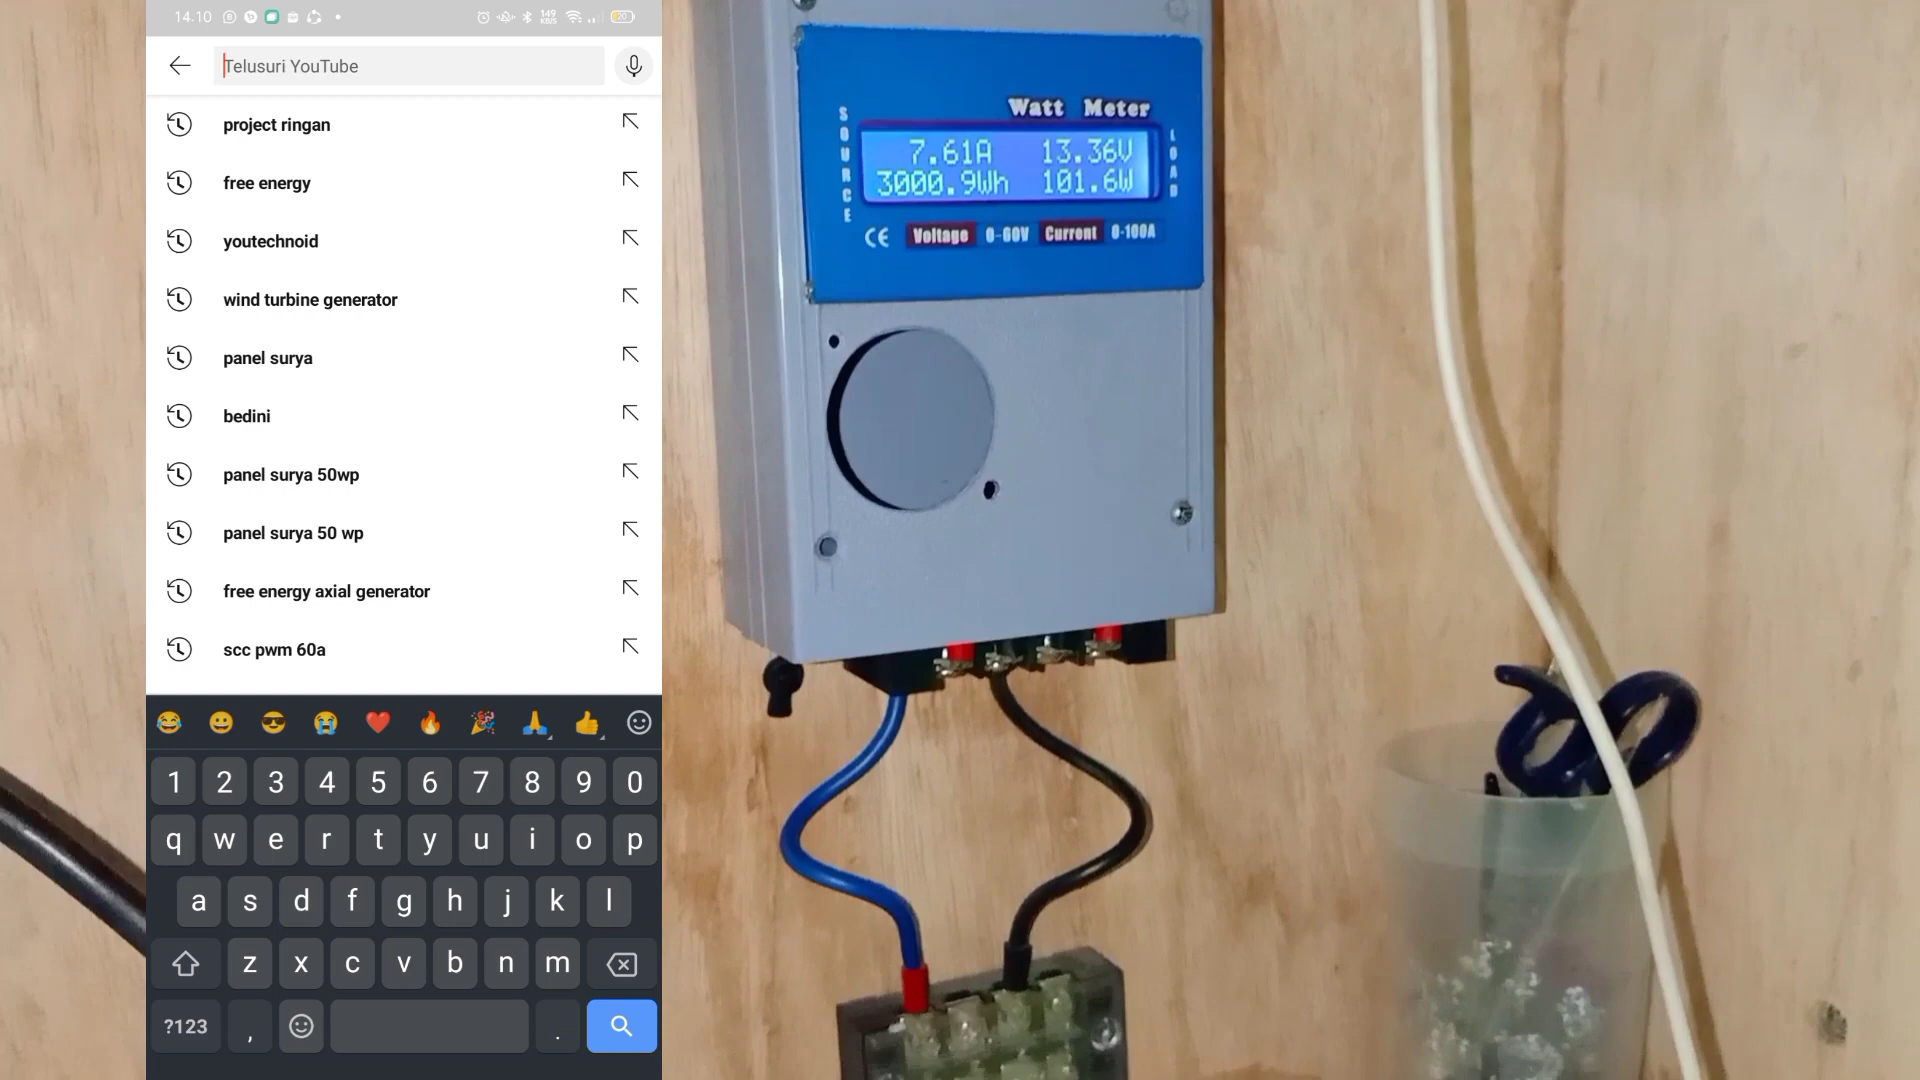 14.10
149
KB/S
20
Telusuri YouTube
project ringan
free energy
youtechnoid
wind turbine generator
panel surya
bedini
panel surya 50wp
panel surya 50 wp
free energy axial generator
scc pwm 60a
1 2 3 4 5 6 7 8 9 0
q w e r t y u i o p
a s d f g h j k l
z x c v b n m
?123 , .
Watt Meter
SOURCE
7.61A 13.36V
3000.9Wh 101.6W
LOAD
CE Voltage 0-60V Current 0-100A